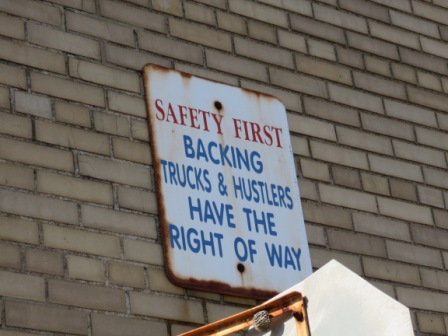 SAFETY FIRST
BACKING
TRUCKS & HUSTLERS
HAVE THE
RIGHT OF WAY